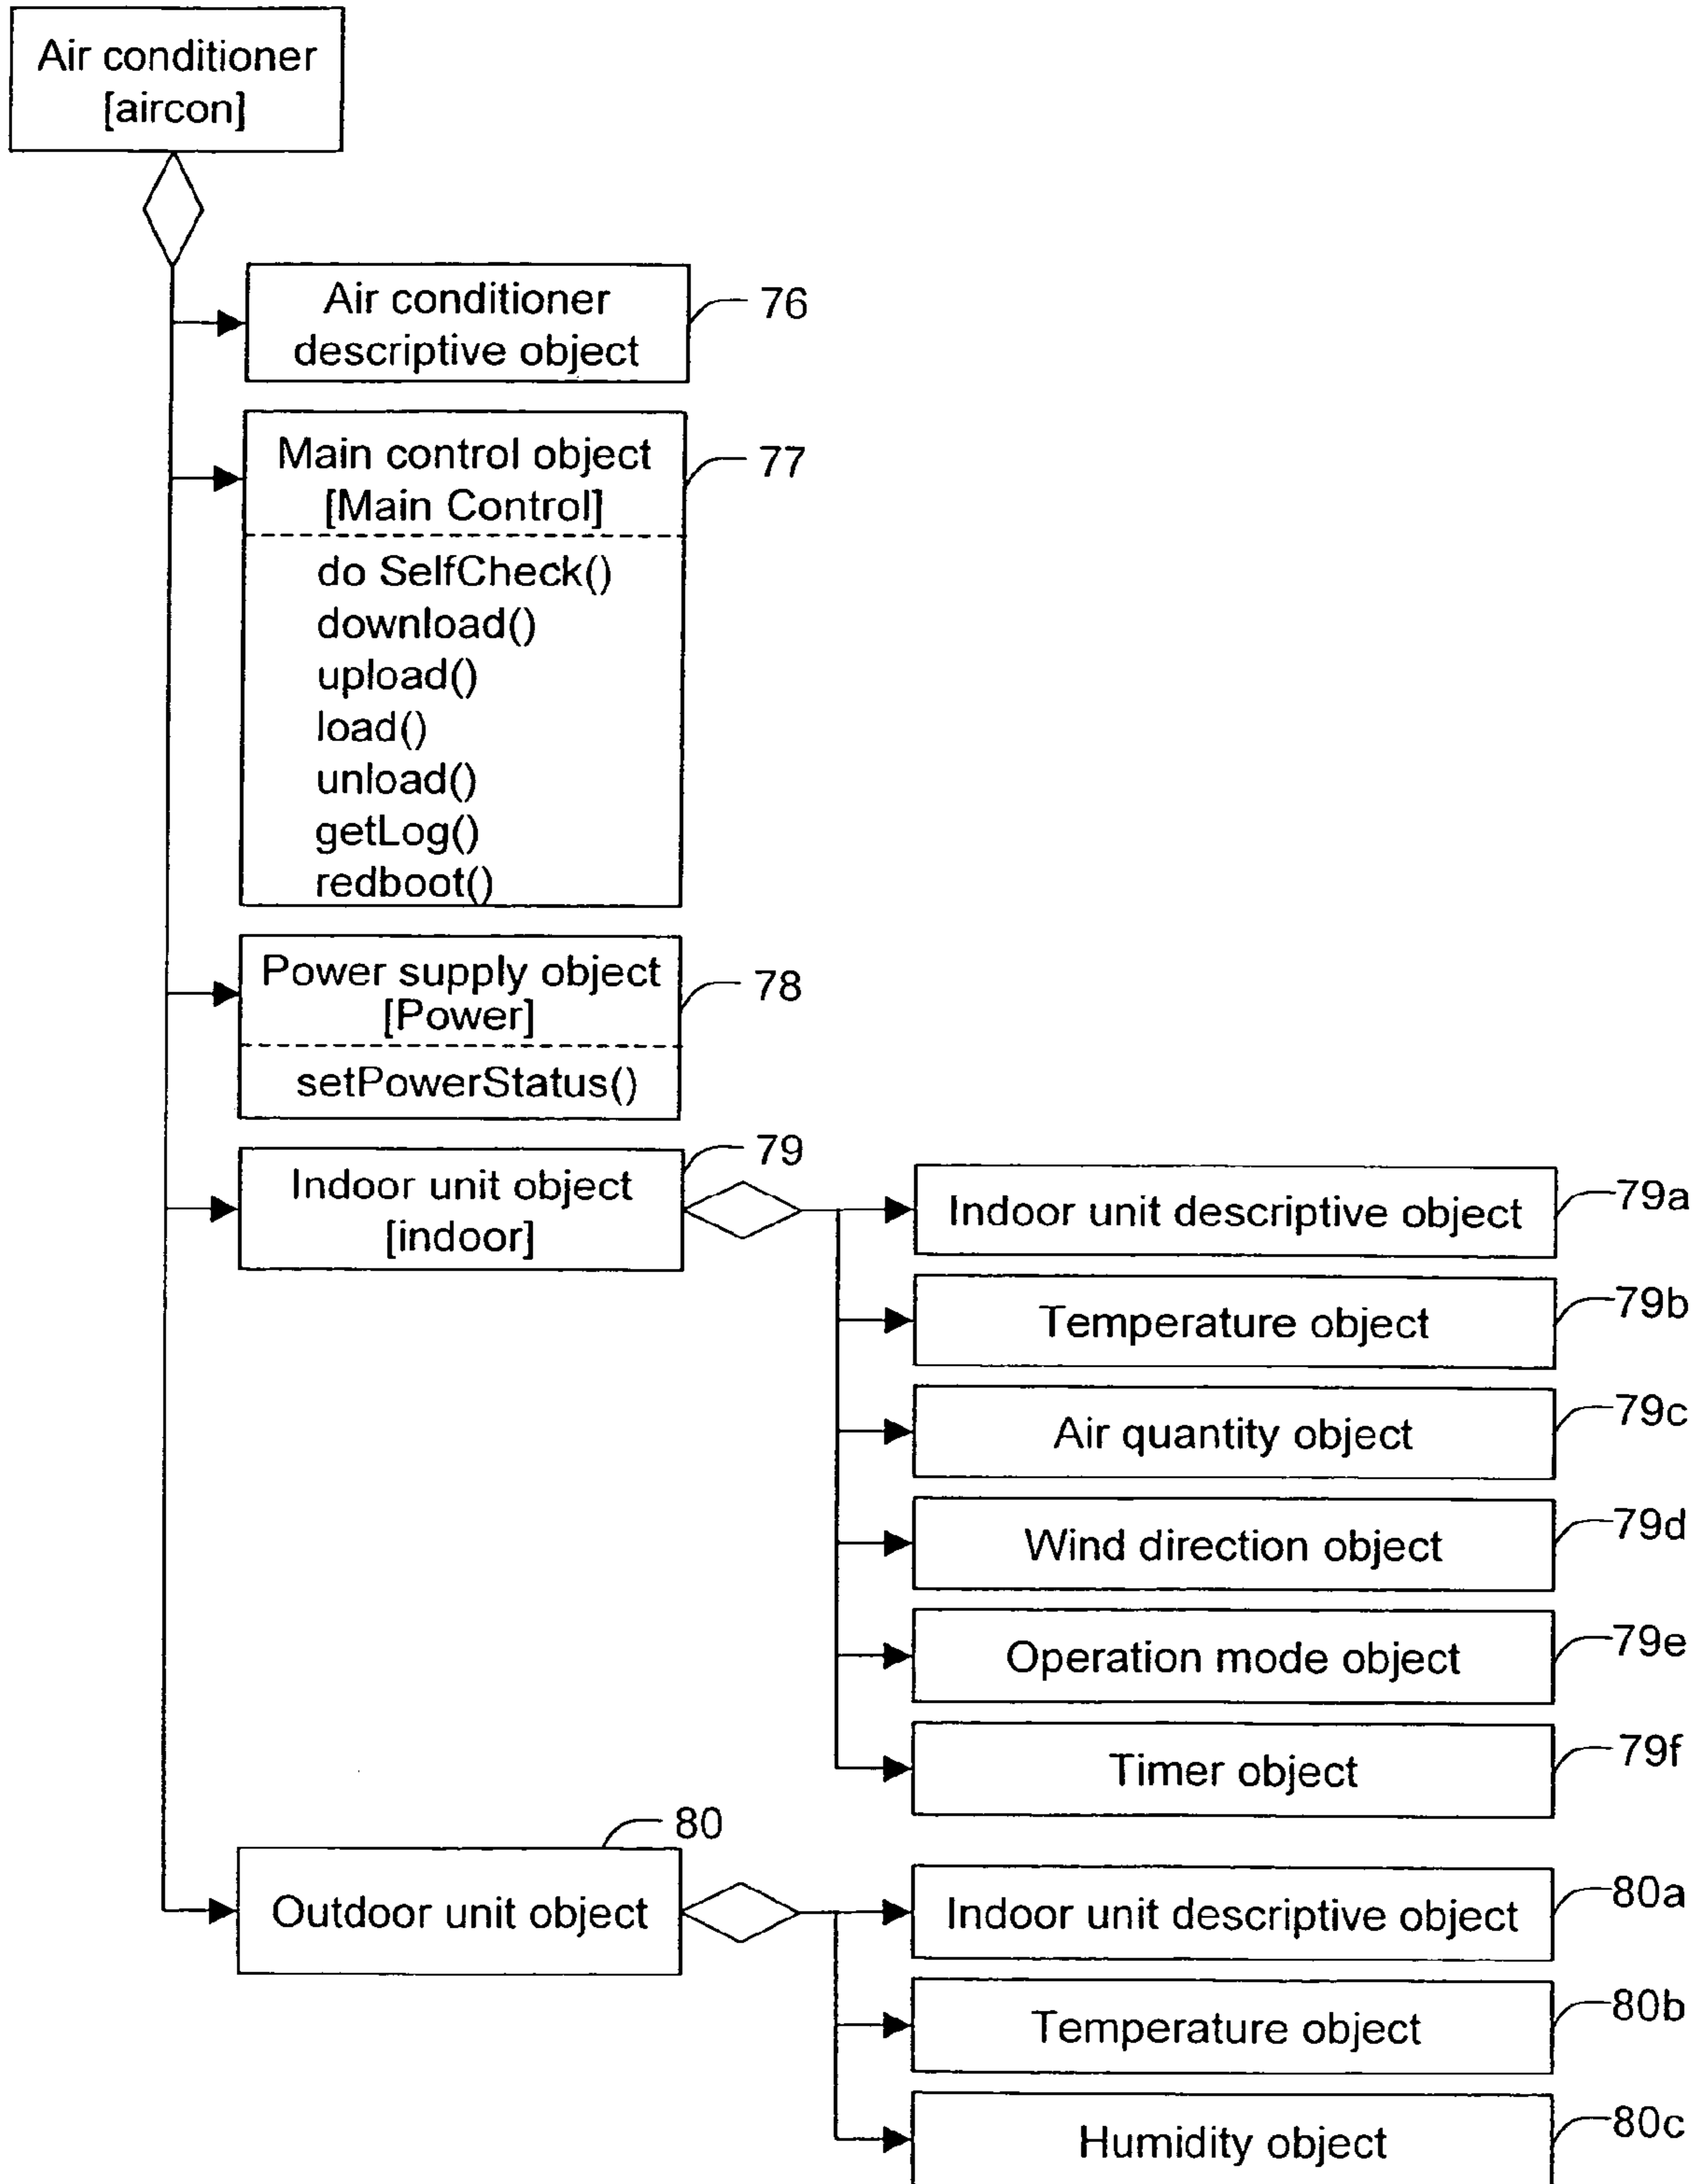 Air conditioner
[aircon]
Air conditioner
descriptive object
76
Main control object
[Main Control]
77
do SelfCheck()
download()
upload()
load()
unload()
getLog()
redboot()
Power supply object
[Power]
78
setPowerStatus()
Indoor unit object
[indoor]
79
Indoor unit descriptive object
79a
Temperature object
79b
Air quantity object
79c
Wind direction object
79d
Operation mode object
79e
Timer object
79f
Outdoor unit object
80
Indoor unit descriptive object
80a
Temperature object
80b
Humidity object
80c